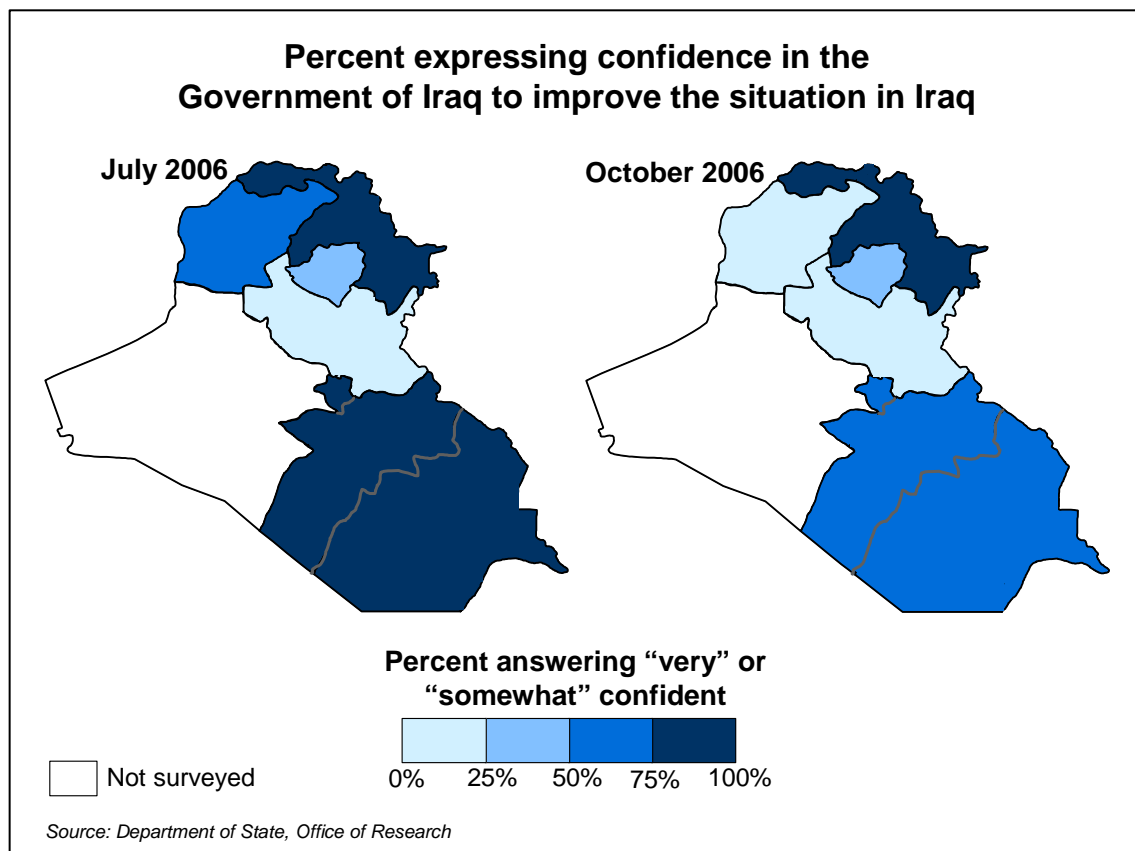 Percent expressing confidence in the
Government of Iraq to improve the situation in Iraq
July 2006
October 2006
Percent answering “very” or
“somewhat” confident
0% 25% 50% 75% 100%
Not surveyed
Source: Department of State, Office of Research